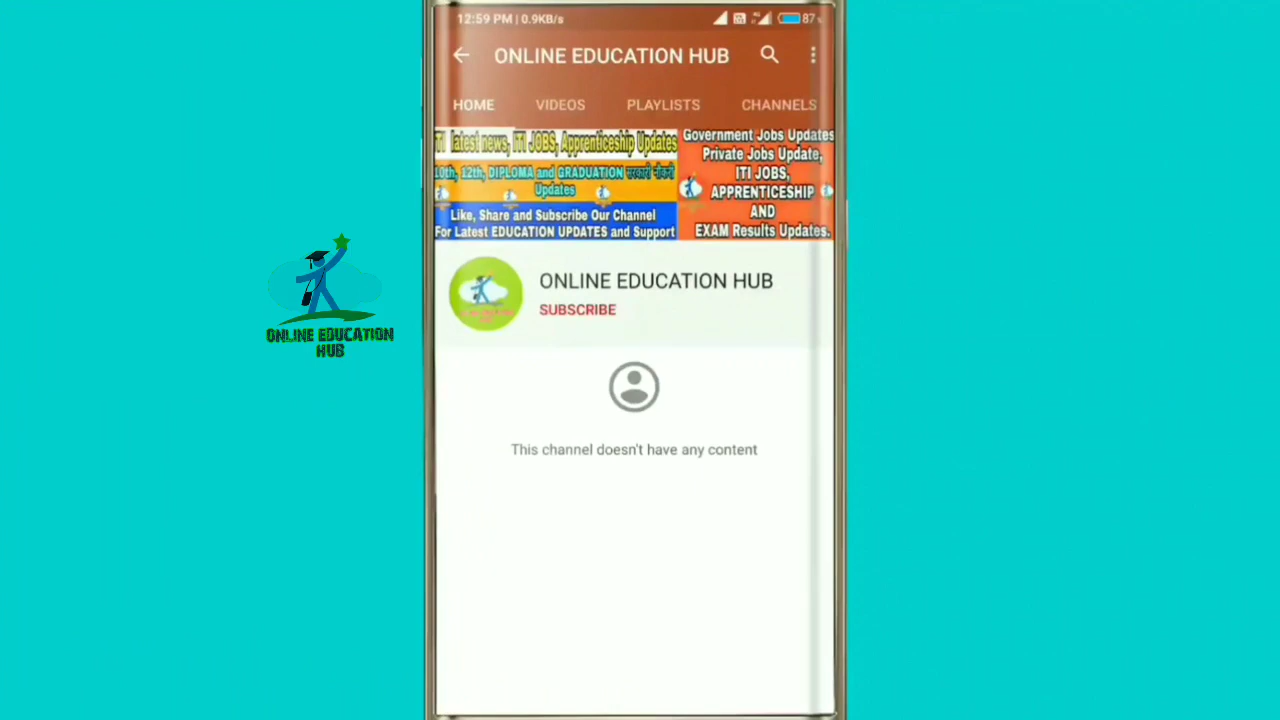 12:59 PM | 0.9KB/s
87
ONLINE EDUCATION HUB
HOME VIDEOS PLAYLISTS CHANNELS
TI latest news, ITI JOBS, Apprenticeship Updates
10th, 12th, DIPLOMA and GRADUATION सरकारी नौकरी
Updates
Like, Share and Subscribe Our Channel
For Latest EDUCATION UPDATES and Support
Government Jobs Updates
Private Jobs Update,
ITI JOBS,
APPRENTICESHIP
AND
EXAM Results Updates.
ONLINE EDUCATION HUB
SUBSCRIBE
This channel doesn't have any content
ONLINE EDUCATION
HUB